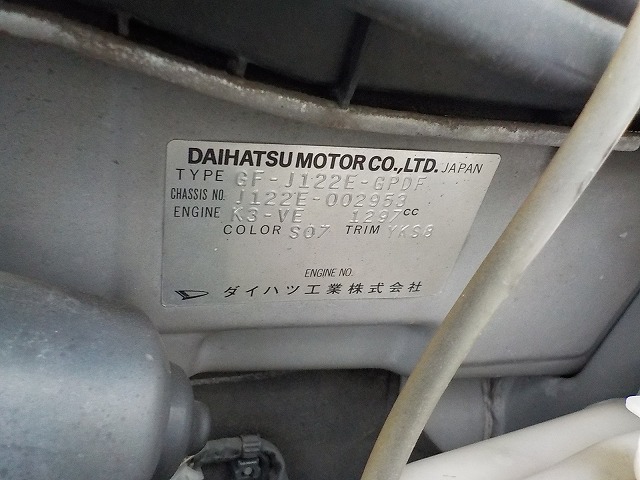 DAIHATSU MOTOR CO.,LTD. JAPAN
TYPE GF-J122E-GPDF
CHASSIS NO. J122E-002953
ENGINE K3-VE 1297cc
COLOR S07 TRIM YKS8
ENGINE NO.
ダイハツ工業株式会社